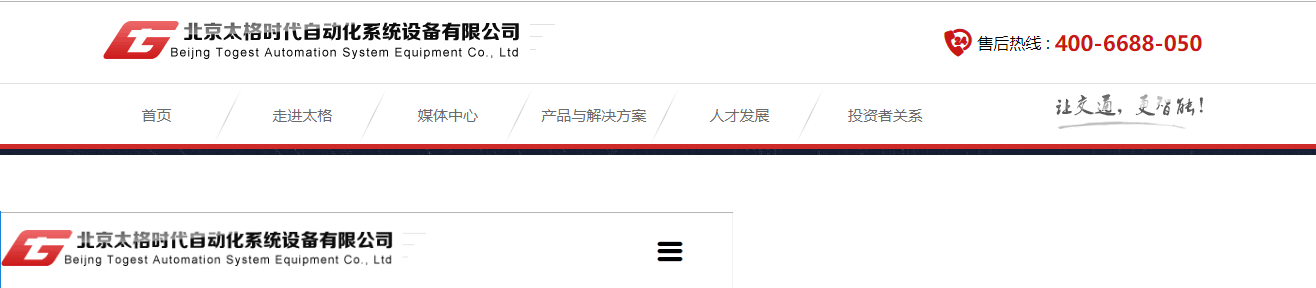 北京太格时代自动化系统设备有限公司
Beijng Togest Automation System Equipment Co., Ltd
24
售后热线 : 400-6688-050
首页 走进太格 媒体中心 产品与解决方案 人才发展 投资者关系
让交通，更智能！
北京太格时代自动化系统设备有限公司
Beijng Togest Automation System Equipment Co., Ltd